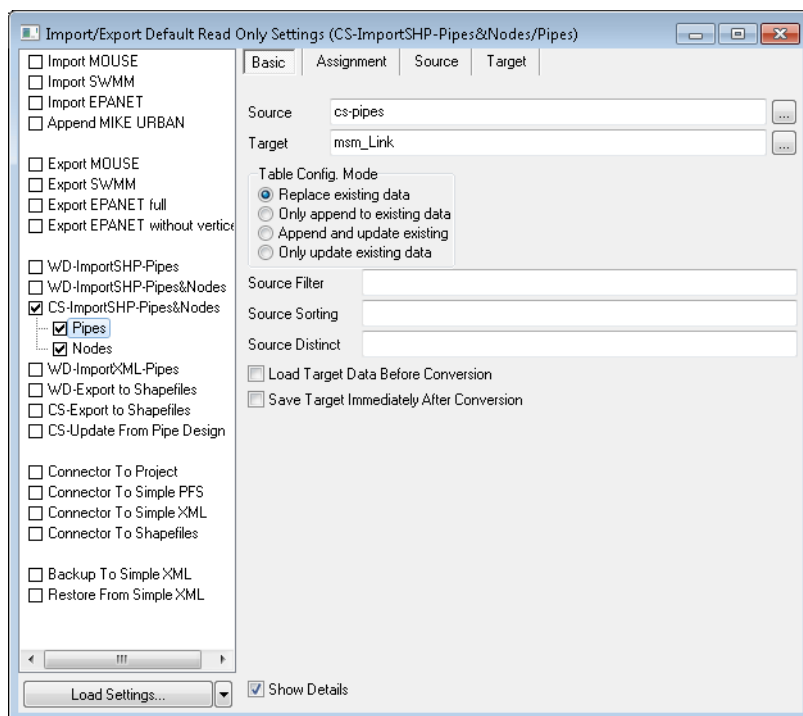 Import/Export Default Read Only Settings (CS-ImportSHP-Pipes&Nodes/Pipes)
Import MOUSE
Import SWMM
Import EPANET
Append MIKE URBAN
Export MOUSE
Export SWMM
Export EPANET full
Export EPANET without vertice
WD-ImportSHP-Pipes
WD-ImportSHP-Pipes&Nodes
CS-ImportSHP-Pipes&Nodes
Pipes
Nodes
WD-ImportXML-Pipes
WD-Export to Shapefiles
CS-Export to Shapefiles
CS-Update From Pipe Design
Connector To Project
Connector To Simple PFS
Connector To Simple XML
Connector To Shapefiles
Backup To Simple XML
Restore From Simple XML
Load Settings...
Basic Assignment Source Target
Source cs-pipes ...
Target msm_Link ...
Table Config. Mode
Replace existing data
Only append to existing data
Append and update existing
Only update existing data
Source Filter
Source Sorting
Source Distinct
Load Target Data Before Conversion
Save Target Immediately After Conversion
Show Details